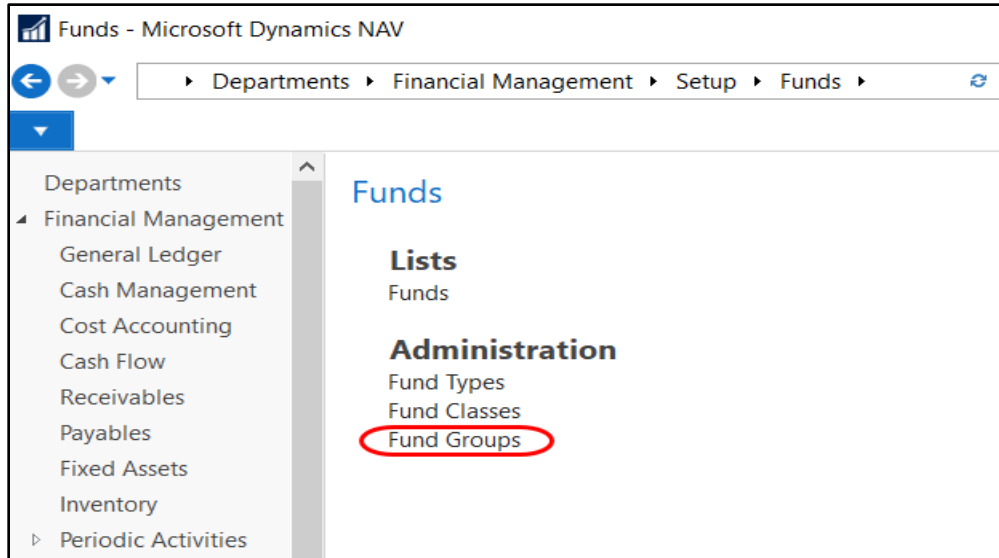 Funds - Microsoft Dynamics NAV
Departments Financial Management Setup Funds
Departments
Financial Management
General Ledger
Cash Management
Cost Accounting
Cash Flow
Receivables
Payables
Fixed Assets
Inventory
Periodic Activities
Funds
Lists
Funds
Administration
Fund Types
Fund Classes
Fund Groups